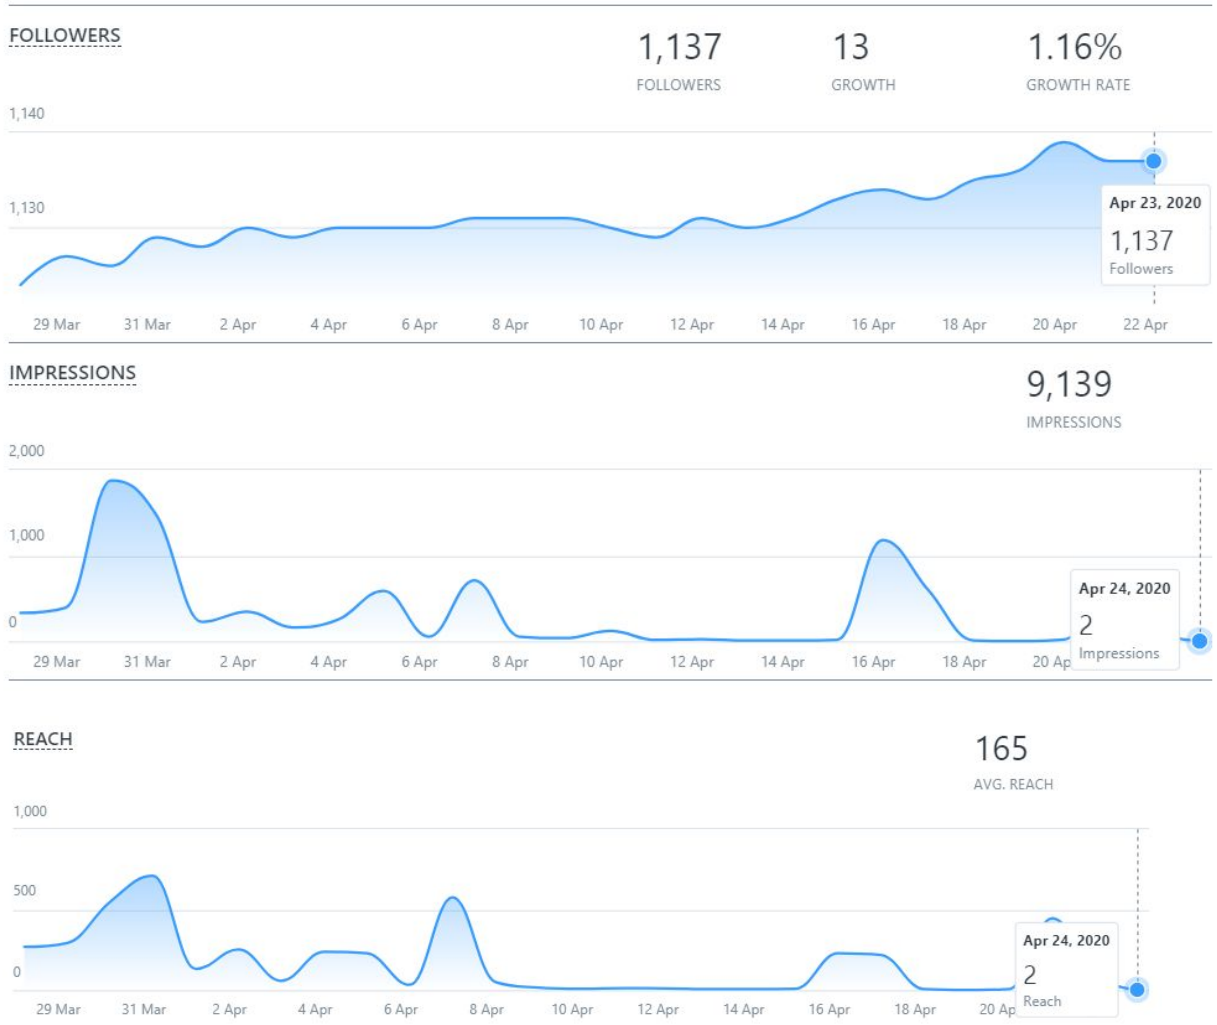 FOLLOWERS
1,137 13 1.16%
FOLLOWERS GROWTH GROWTH RATE
1,140
1,130
Apr 23, 2020
1,137
Followers
29 Mar 31 Mar 2 Apr 4 Apr 6 Apr 8 Apr 10 Apr 12 Apr 14 Apr 16 Apr 18 Apr 20 Apr 22 Apr
IMPRESSIONS
9,139
IMPRESSIONS
2,000
1,000
Apr 24, 2020
0
2
Impressions
29 Mar 31 Mar 2 Apr 4 Apr 6 Apr 8 Apr 10 Apr 12 Apr 14 Apr 16 Apr 18 Apr 20 Ap
REACH
165
AVG. REACH
1,000
500
Apr 24, 2020
0
2
Reach
29 Mar 31 Mar 2 Apr 4 Apr 6 Apr 8 Apr 10 Apr 12 Apr 14 Apr 16 Apr 18 Apr 20 Ap